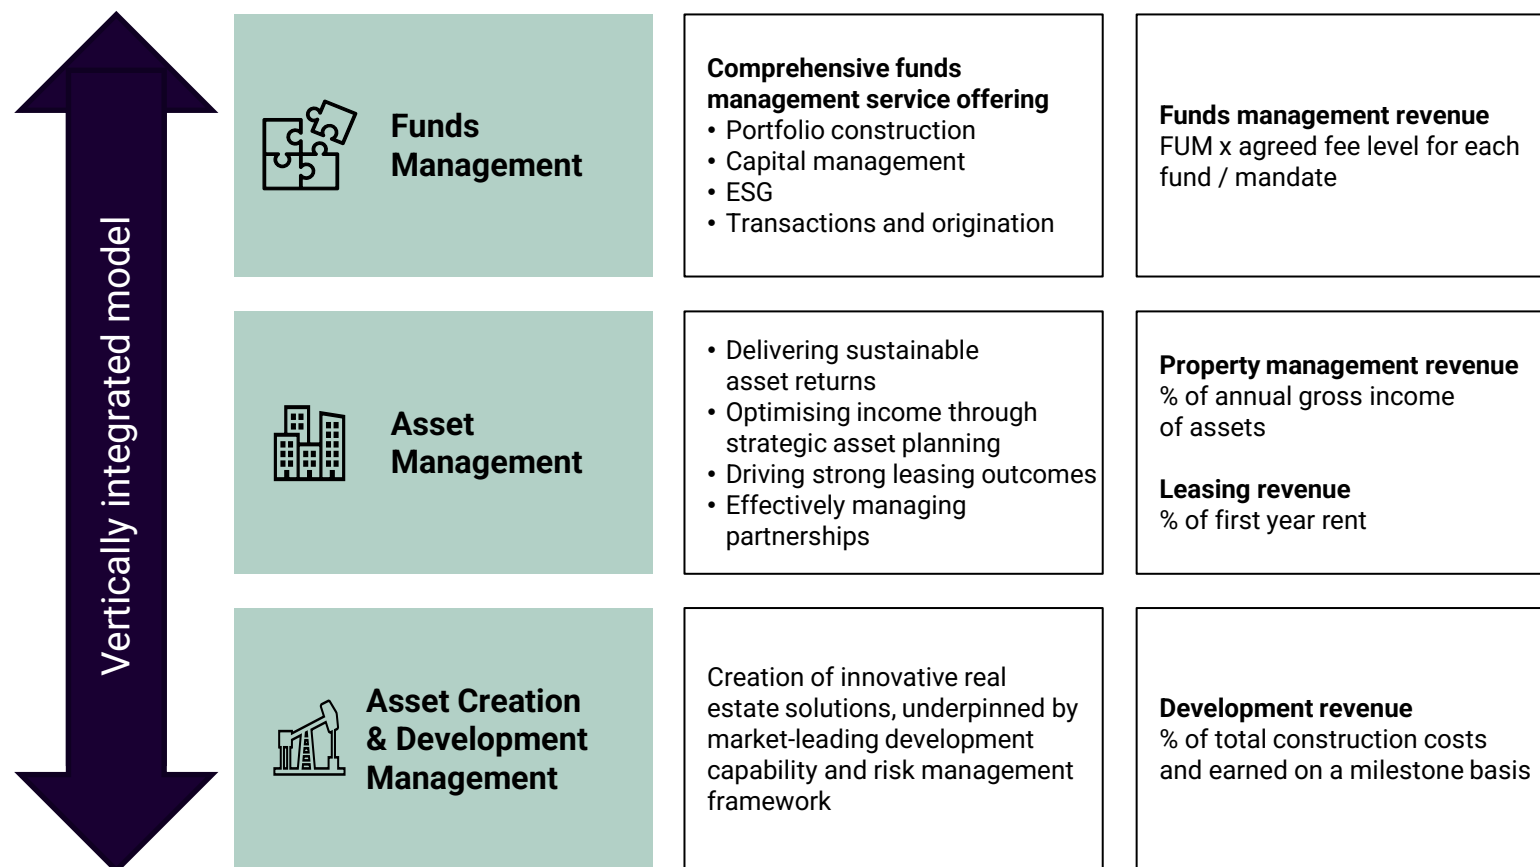 Vertically integrated model
Funds
Management
Comprehensive funds
management service offering
• Portfolio construction
• Capital management
• ESG
• Transactions and origination
Funds management revenue
FUM x agreed fee level for each
fund / mandate
Asset
Management
• Delivering sustainable
asset returns
• Optimising income through
strategic asset planning
• Driving strong leasing outcomes
• Effectively managing
partnerships
Property management revenue
% of annual gross income
of assets
Leasing revenue
% of first year rent
Asset Creation
& Development
Management
Creation of innovative real
estate solutions, underpinned by
market-leading development
capability and risk management
framework
Development revenue
% of total construction costs
and earned on a milestone basis